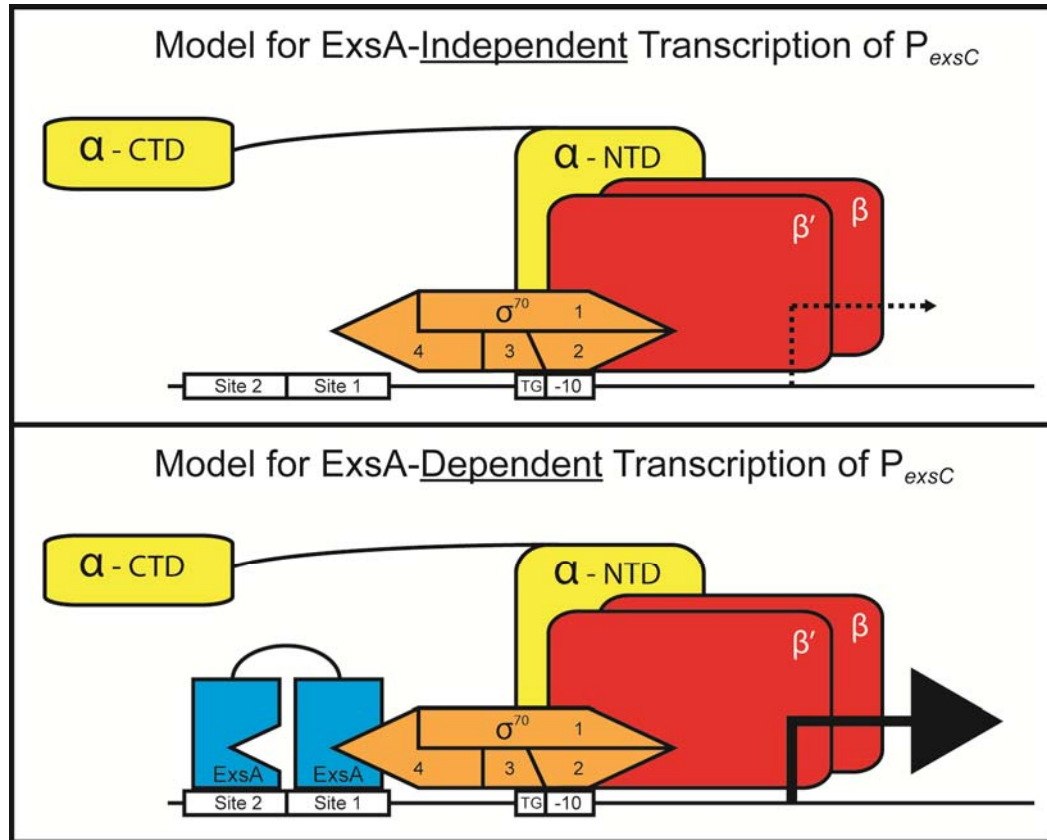 Model for ExsA-Independent Transcription of PexsC
α - CTD
α - NTD
β′
β
σ70
1
4
3
2
Site 2
Site 1
TG
-10
Model for ExsA-Dependent Transcription of PexsC
α - CTD
α - NTD
β′
β
σ70
1
4
3
2
ExsA
ExsA
Site 2
Site 1
TG
-10